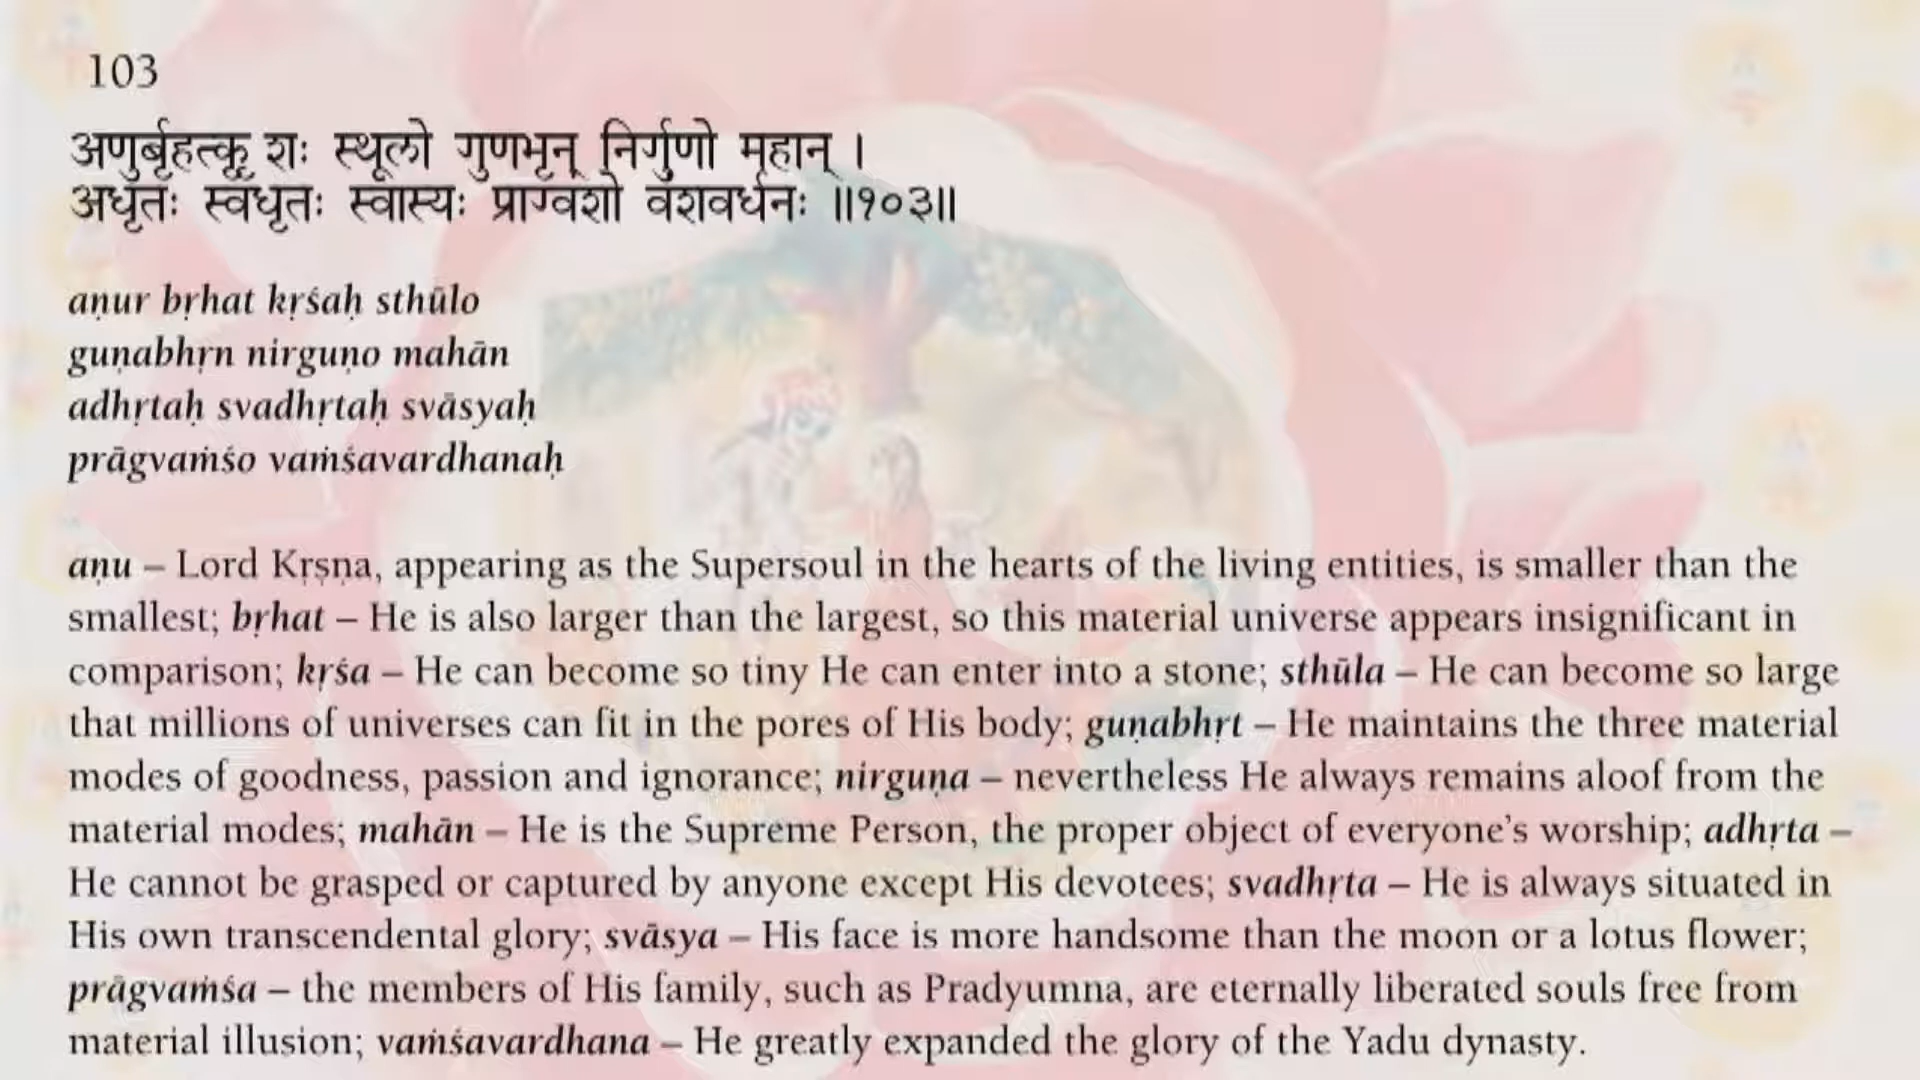 103
अणुर्बृहत्कृशः स्थूलो गुणभृन् निर्गुणो महान् ।
अधृतः स्वधृतः स्वास्यः प्राग्वशो वशवर्धनः ॥१०३॥
aṇur bṛhat kṛśaḥ sthūlo
guṇabhṛn nirguṇo mahān
adhṛtaḥ svadhṛtaḥ svāsyaḥ
prāgvaṁśo vaṁśavardhanaḥ
aṇu – Lord Kṛṣṇa, appearing as the Supersoul in the hearts of the living entities, is smaller than the
smallest; bṛhat – He is also larger than the largest, so this material universe appears insignificant in
comparison; kṛśa – He can become so tiny He can enter into a stone; sthūla – He can become so large
that millions of universes can fit in the pores of His body; guṇabhṛt – He maintains the three material
modes of goodness, passion and ignorance; nirguṇa – nevertheless He always remains aloof from the
material modes; mahān – He is the Supreme Person, the proper object of everyone’s worship; adhṛta –
He cannot be grasped or captured by anyone except His devotees; svadhṛta – He is always situated in
His own transcendental glory; svāsya – His face is more handsome than the moon or a lotus flower;
prāgvaṁśa – the members of His family, such as Pradyumna, are eternally liberated souls free from
material illusion; vaṁśavardhana – He greatly expanded the glory of the Yadu dynasty.